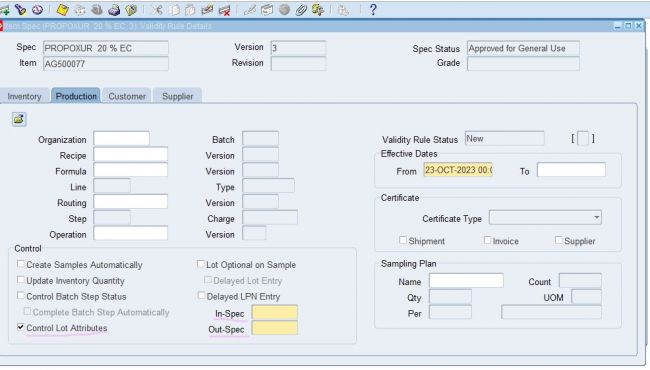 Item Spec (PROPOXUR 20 % EC, 3) Validity Rule Details
Spec PROPOXUR 20 % EC Version 3 Spec Status Approved for General Use
Item AG500077 Revision Grade
Inventory Production Customer Supplier
Organization Batch Validity Rule Status New [ ]
Recipe Version Effective Dates
Formula Version From 23-OCT-2023 00:0 To
Line Type
Routing Version Certificate
Step Charge Certificate Type
Operation Version Shipment Invoice Supplier
Control
Create Samples Automatically Lot Optional on Sample Sampling Plan
Update Inventory Quantity Delayed Lot Entry Name Count
Control Batch Step Status Delayed LPN Entry Qty UOM
Complete Batch Step Automatically In-Spec Per
Control Lot Attributes Out-Spec